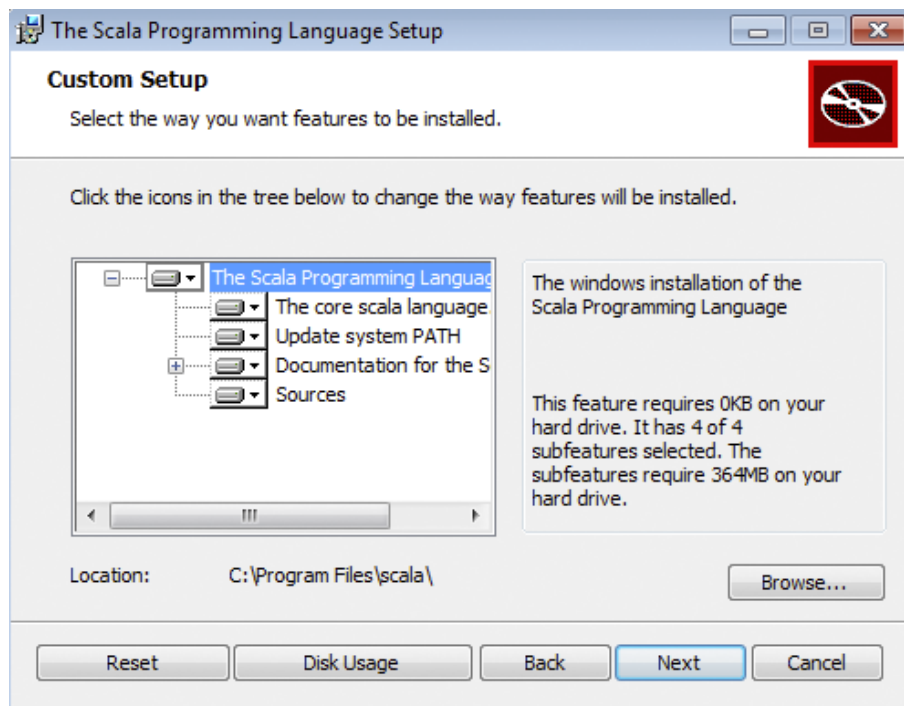 The Scala Programming Language Setup
Custom Setup
Select the way you want features to be installed.
Click the icons in the tree below to change the way features will be installed.
The Scala Programming Languag
The core scala language.
Update system PATH
Documentation for the S
Sources
The windows installation of the
Scala Programming Language
This feature requires 0KB on your
hard drive. It has 4 of 4
subfeatures selected. The
subfeatures require 364MB on your
hard drive.
Location: C:\Program Files\scala\
Browse...
Reset Disk Usage Back Next Cancel